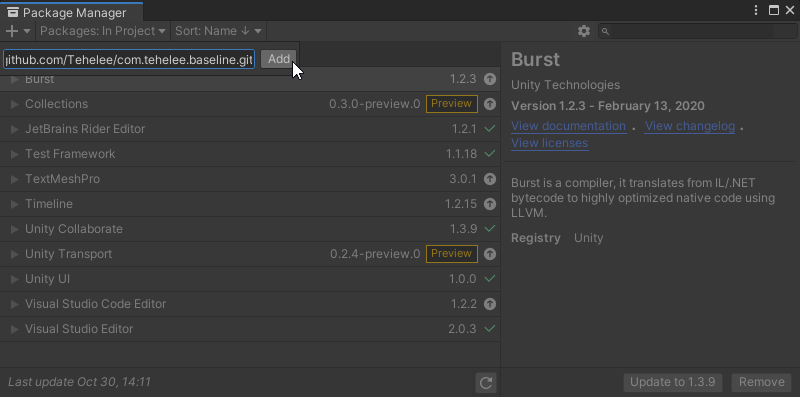 Package Manager
Packages: In Project
Sort: Name ↓
github.com/Tehelee/com.tehelee.baseline.git
Add
Burst 1.2.3
Collections 0.3.0-preview.0 Preview
JetBrains Rider Editor 1.2.1
Test Framework 1.1.18
TextMeshPro 3.0.1
Timeline 1.2.15
Unity Collaborate 1.3.9
Unity Transport 0.2.4-preview.0 Preview
Unity UI 1.0.0
Visual Studio Code Editor 1.2.2
Visual Studio Editor 2.0.3
Last update Oct 30, 14:11
Burst
Unity Technologies
Version 1.2.3 - February 13, 2020
View documentation . View changelog .
View licenses
Burst is a compiler, it translates from IL/.NET
bytecode to highly optimized native code using
LLVM.
Registry Unity
Update to 1.3.9
Remove